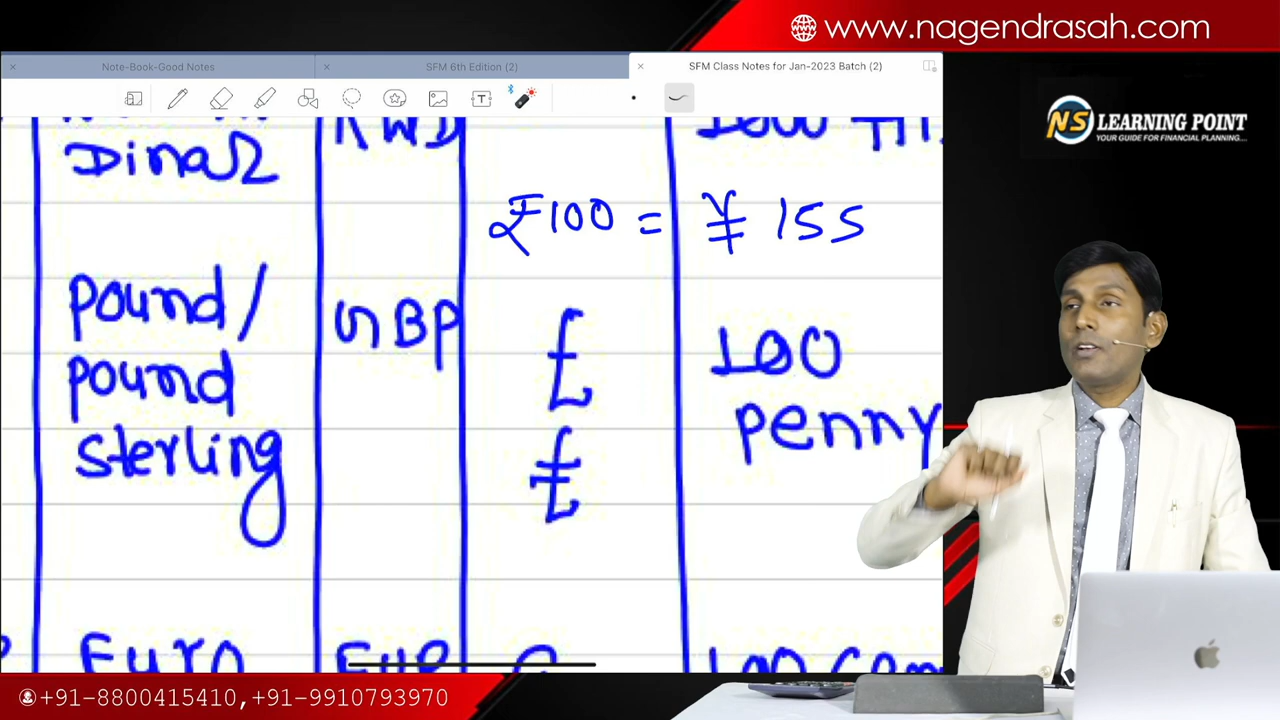 www.nagendrasah.com
Note-Book-Good Notes
SFM 6th Edition (2)
SFM Class Notes for Jan-2023 Batch (2)
NS LEARNING POINT
YOUR GUIDE FOR FINANCIAL PLANNING....
Dinar
KWD
₹100 = ¥ 155
Pound/
pound
sterling
GBP
£
₤
100
penny
Euro
EUR
+91-8800415410,+91-9910793970